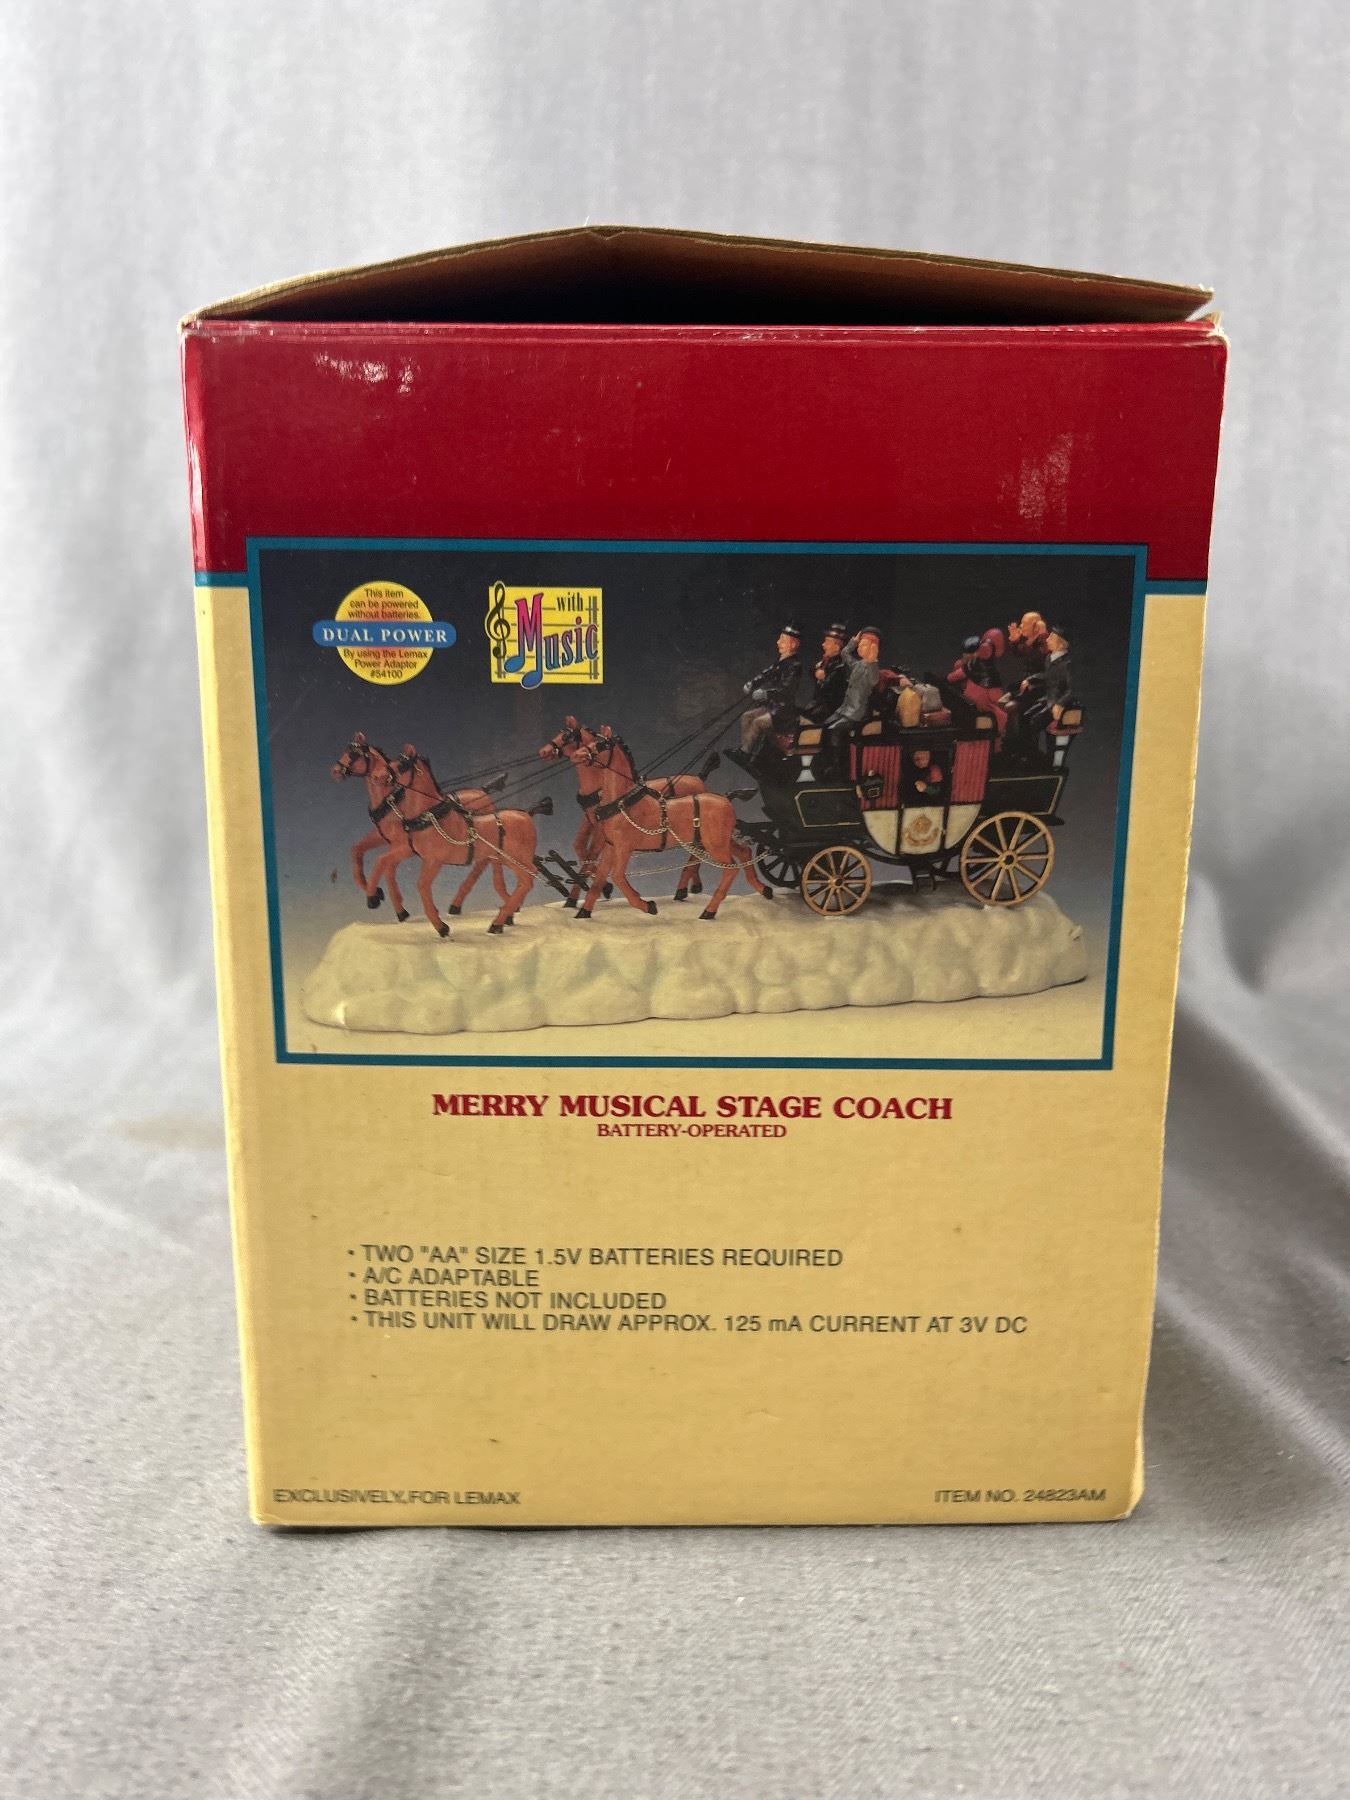 This item
can be powered
without batteries.
DUAL POWER
By using the Lemax
Power Adaptor
#54100
with
Music
MERRY MUSICAL STAGE COACH
BATTERY-OPERATED
• TWO "AA" SIZE 1.5V BATTERIES REQUIRED
• A/C ADAPTABLE
• BATTERIES NOT INCLUDED
• THIS UNIT WILL DRAW APPROX. 125 mA CURRENT AT 3V DC
EXCLUSIVELY FOR LEMAX
ITEM NO. 24823AM